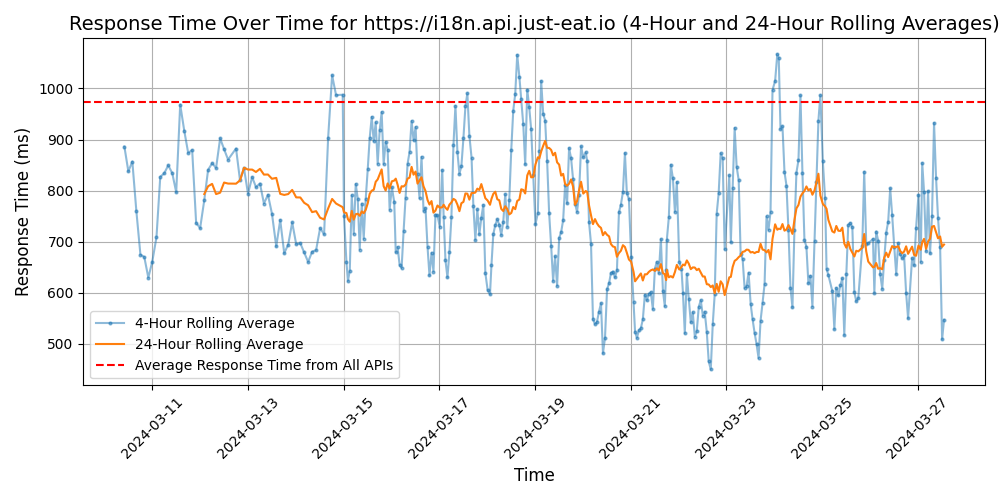 Response Time Over Time for https://i18n.api.just-eat.io (4-Hour and 24-Hour Rolling Averages)
Response Time (ms)
1000
900
800
700
600
500
4-Hour Rolling Average
24-Hour Rolling Average
Average Response Time from All APIs
2024-03-11
2024-03-13
2024-03-15
2024-03-17
2024-03-19
2024-03-21
2024-03-23
2024-03-25
2024-03-27
Time